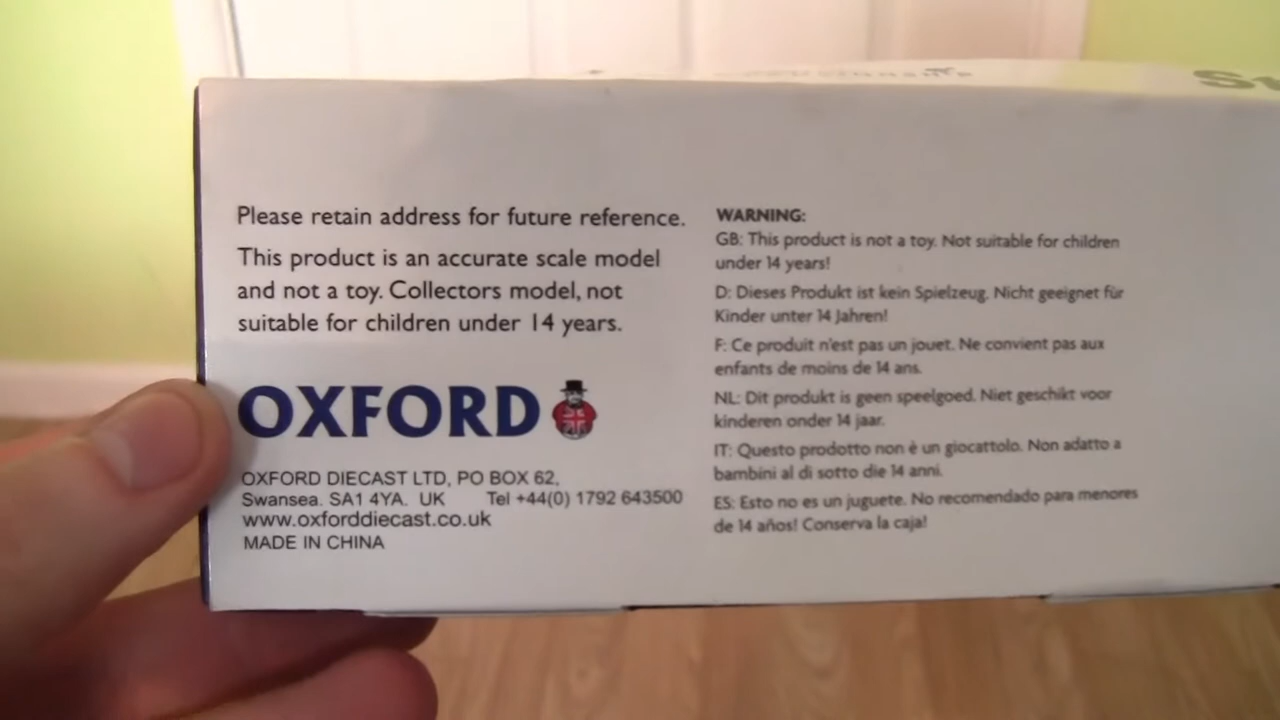 Please retain address for future reference.
This product is an accurate scale model
and not a toy. Collectors model, not
suitable for children under 14 years.
OXFORD
OXFORD DIECAST LTD, PO BOX 62,
Swansea. SA1 4YA. UK Tel +44(0) 1792 643500
www.oxforddiecast.co.uk
MADE IN CHINA
WARNING:
GB: This product is not a toy. Not suitable for children
under 14 years!
D: Dieses Produkt ist kein Spielzeug. Nicht geeignet für
Kinder unter 14 Jahren!
F: Ce produit n'est pas un jouet. Ne convient pas aux
enfants de moins de 14 ans.
NL: Dit produkt is geen speelgoed. Niet geschikt voor
kinderen onder 14 jaar.
IT: Questo prodotto non è un giocattolo. Non adatto a
bambini al di sotto die 14 anni.
ES: Esto no es un juguete. No recomendado para menores
de 14 años! Conserva la caja!